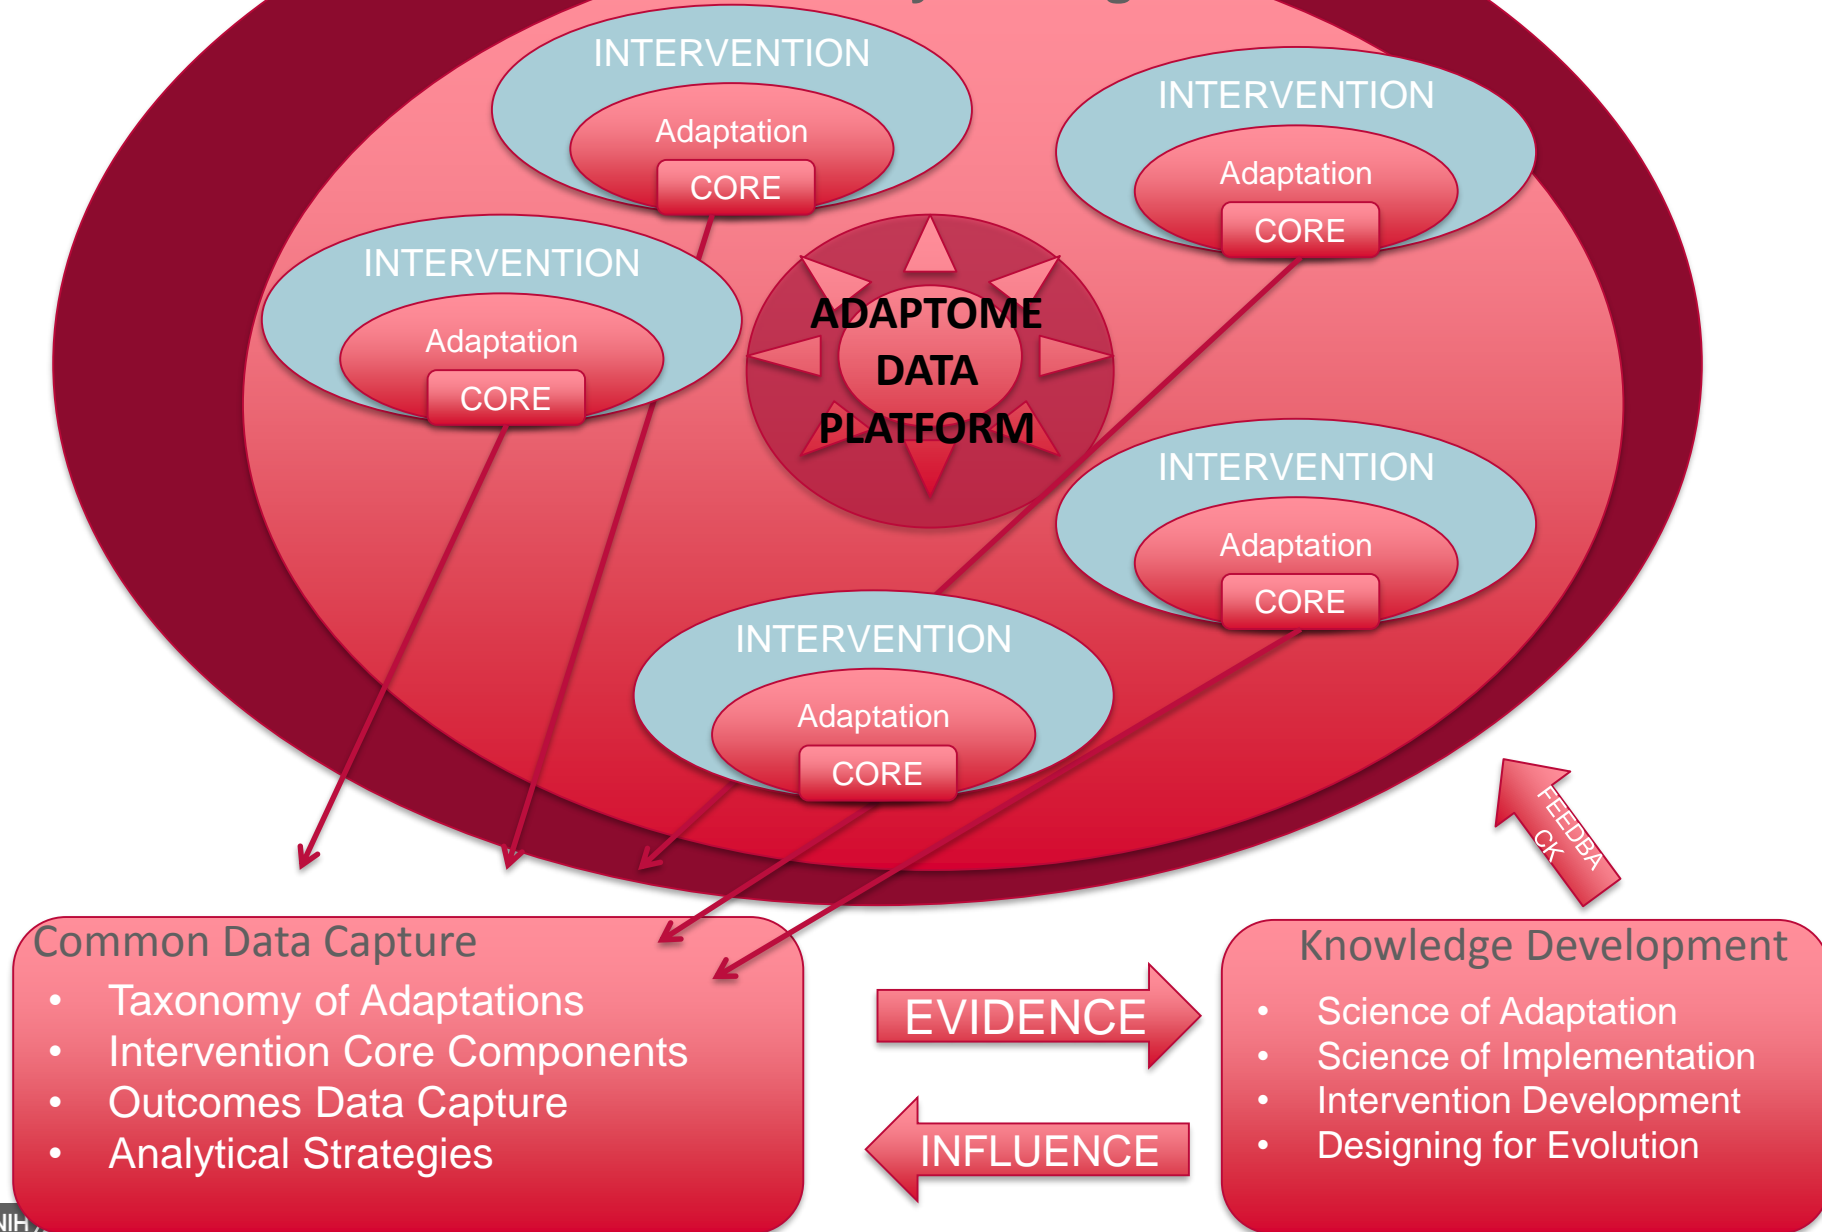 INTERVENTION
Adaptation
CORE
INTERVENTION
Adaptation
CORE
INTERVENTION
Adaptation
CORE
ADAPTOME
DATA
PLATFORM
INTERVENTION
Adaptation
CORE
INTERVENTION
Adaptation
CORE
FEEDBA
CK
Common Data Capture
• Taxonomy of Adaptations
• Intervention Core Components
• Outcomes Data Capture
• Analytical Strategies
EVIDENCE
INFLUENCE
Knowledge Development
• Science of Adaptation
• Science of Implementation
• Intervention Development
• Designing for Evolution
NIH